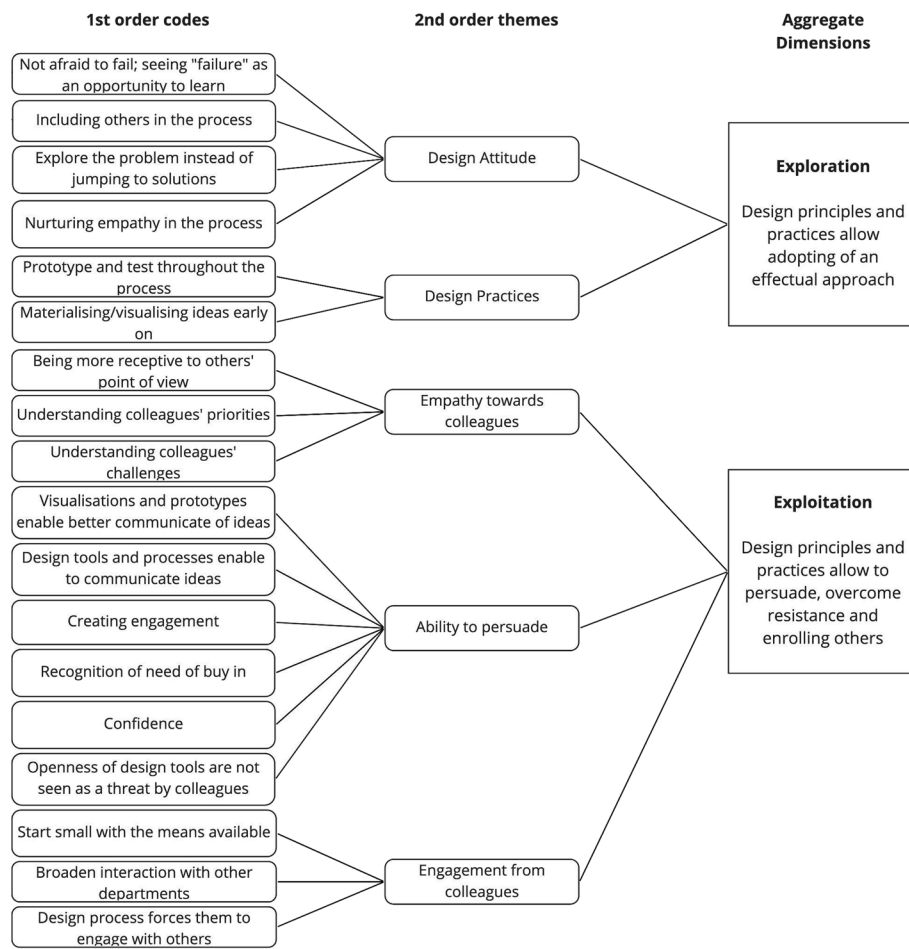 1st order codes
2nd order themes
Aggregate
Dimensions
Not afraid to fail; seeing "failure" as
an opportunity to learn
Including others in the process
Explore the problem instead of
jumping to solutions
Nurturing empathy in the process
Prototype and test throughout the
process
Materialising/visualising ideas early
on
Being more receptive to others'
point of view
Understanding colleagues' priorities
Understanding colleagues'
challenges
Visualisations and prototypes
enable better communicate of ideas
Design tools and processes enable
to communicate ideas
Creating engagement
Recognition of need of buy in
Confidence
Openness of design tools are not
seen as a threat by colleagues
Start small with the means available
Broaden interaction with other
departments
Design process forces them to
engage with others
Design Attitude
Design Practices
Empathy towards
colleagues
Ability to persuade
Engagement from
colleagues
Exploration
Design principles and
practices allow
adopting of an
effectual approach
Exploitation
Design principles and
practices allow to
persuade, overcome
resistance and
enrolling others